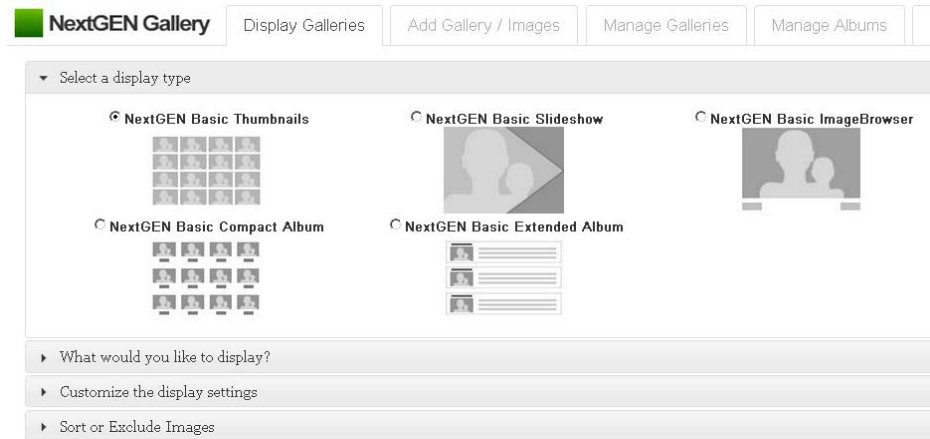 NextGEN Gallery Display Galleries Add Gallery / Images Manage Galleries Manage Albums
Select a display type
NextGEN Basic Thumbnails NextGEN Basic Slideshow NextGEN Basic ImageBrowser
NextGEN Basic Compact Album NextGEN Basic Extended Album
What would you like to display?
Customize the display settings
Sort or Exclude Images